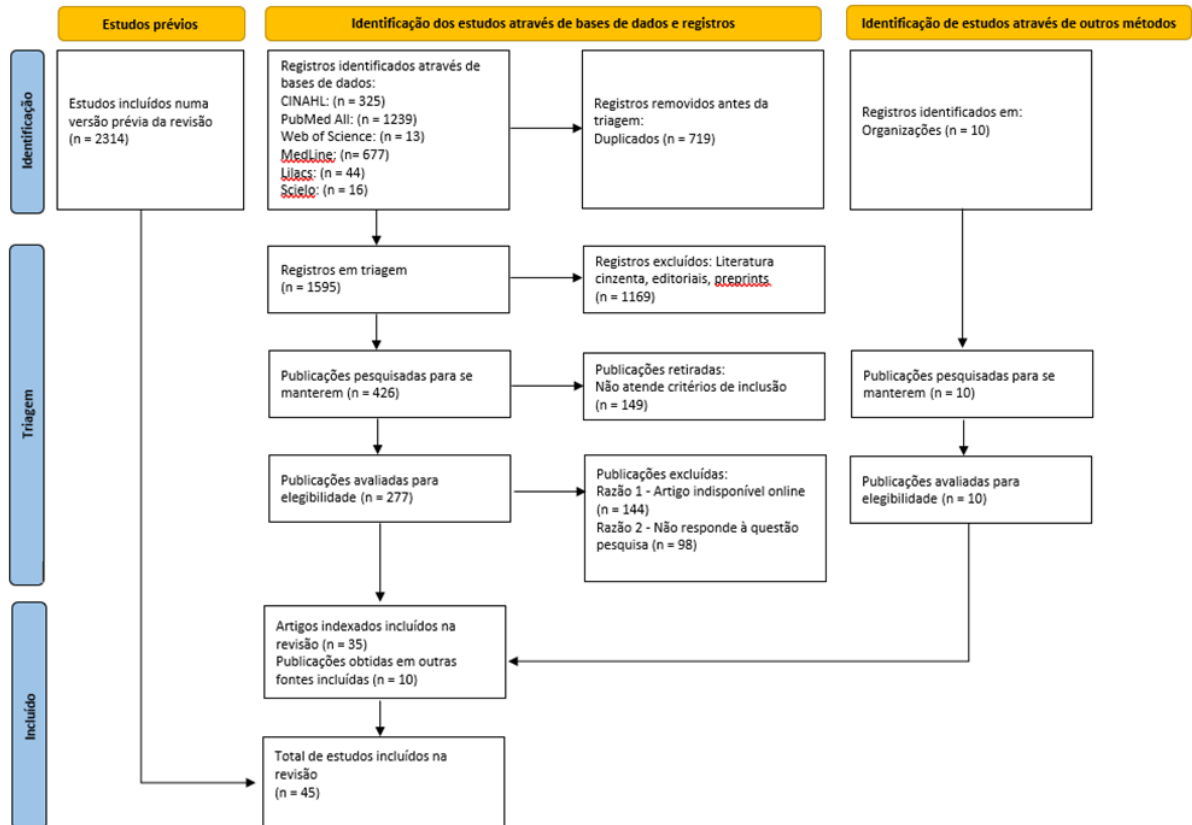 Estudos prévios
Identificação dos estudos através de bases de dados e registros
Identificação de estudos através de outros métodos
Identificação
Estudos incluídos numa
versão prévia da revisão
(n = 2314)
Registros identificados através de
bases de dados:
CINAHL: (n = 325)
PubMed All: (n = 1239)
Web of Science: (n = 13)
MedLine: (n= 677)
Lilacs: (n = 44)
Scielo: (n = 16)
Registros removidos antes da
triagem:
Duplicados (n = 719)
Registros identificados em:
Organizações (n = 10)
Triagem
Registros em triagem
(n = 1595)
Registros excluídos: Literatura
cinzenta, editoriais, preprints
(n = 1169)
Publicações pesquisadas para se
manterem (n = 426)
Publicações retiradas:
Não atende critérios de inclusão
(n = 149)
Publicações pesquisadas para se
manterem (n = 10)
Publicações avaliadas para
elegibilidade (n = 277)
Publicações excluídas:
Razão 1 - Artigo indisponível online
(n = 144)
Razão 2 - Não responde à questão
pesquisa (n = 98)
Publicações avaliadas para
elegibilidade (n = 10)
Incluído
Artigos indexados incluídos na
revisão (n = 35)
Publicações obtidas em outras
fontes incluídas (n = 10)
Total de estudos incluídos na
revisão
(n = 45)